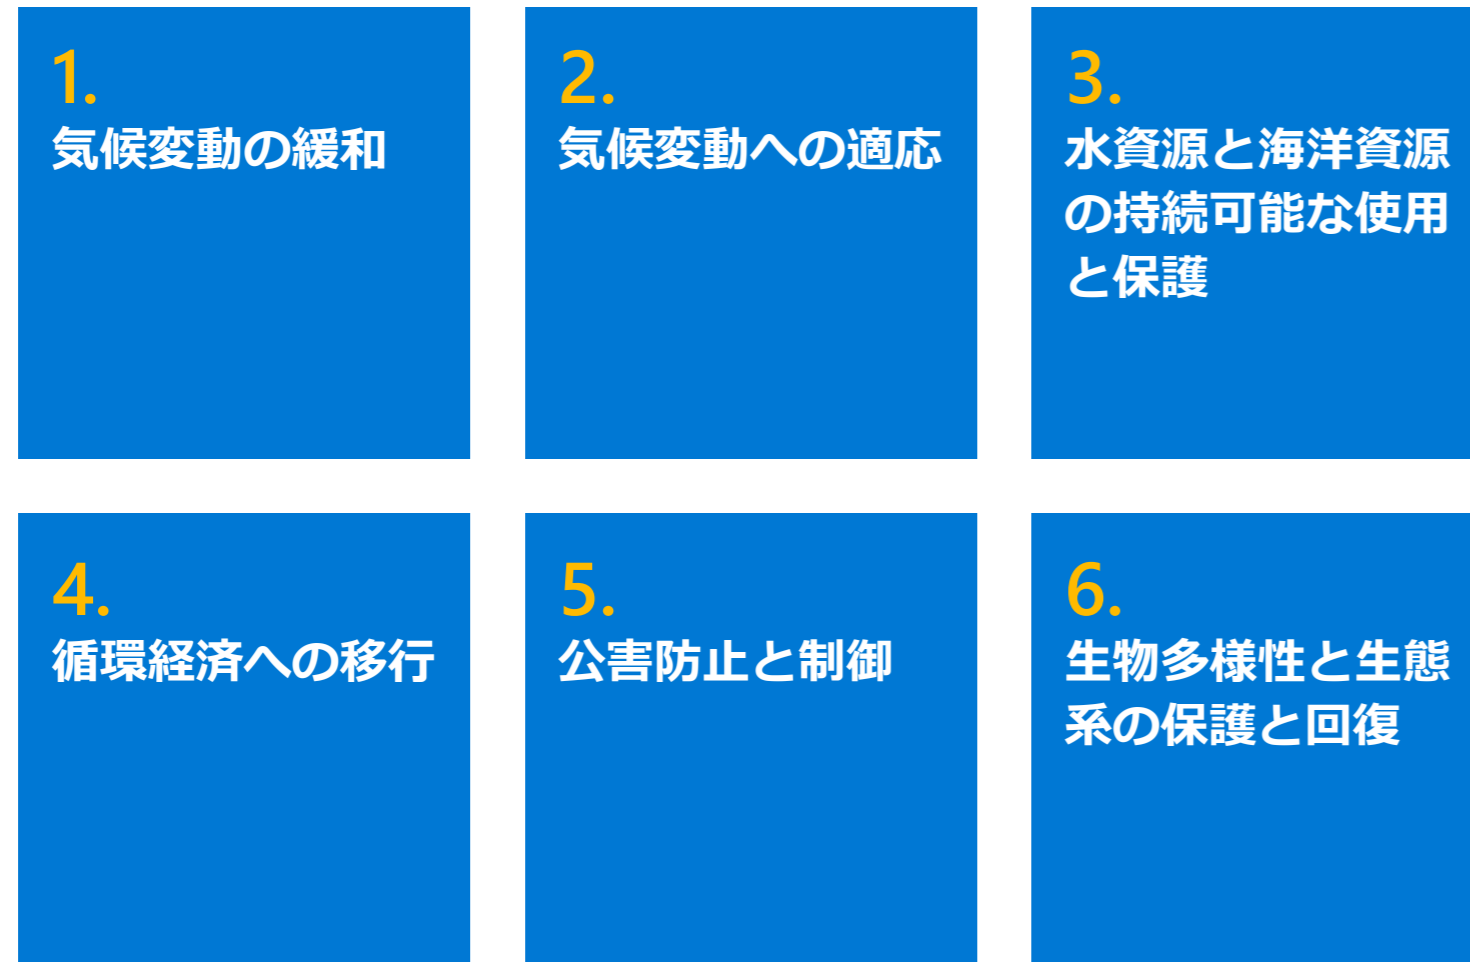 1.
気候変動の緩和
2.
気候変動への適応
3.
水資源と海洋資源
の持続可能な使用
と保護
4.
循環経済への移行
5.
公害防止と制御
6.
生物多様性と生態
系の保護と回復